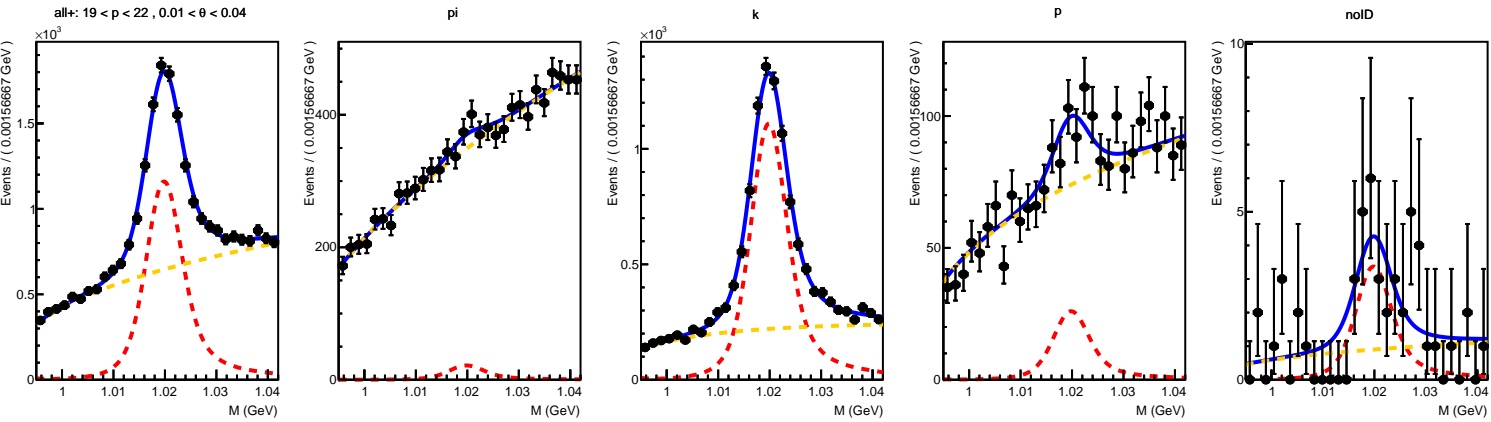 all+: 19 < p < 22 , 0.01 < θ < 0.04
×10³
Events / ( 0.00156667 GeV )
1.5
1
0.5
0
1 1.01 1.02 1.03 1.04
M (GeV)
pi
Events / ( 0.00156667 GeV )
400
200
0
1 1.01 1.02 1.03 1.04
M (GeV)
k
×10³
Events / ( 0.00156667 GeV )
1
0.5
0
1 1.01 1.02 1.03 1.04
M (GeV)
p
Events / ( 0.00156667 GeV )
100
50
0
1 1.01 1.02 1.03 1.04
M (GeV)
noID
Events / ( 0.00156667 GeV )
10
5
0
1 1.01 1.02 1.03 1.04
M (GeV)